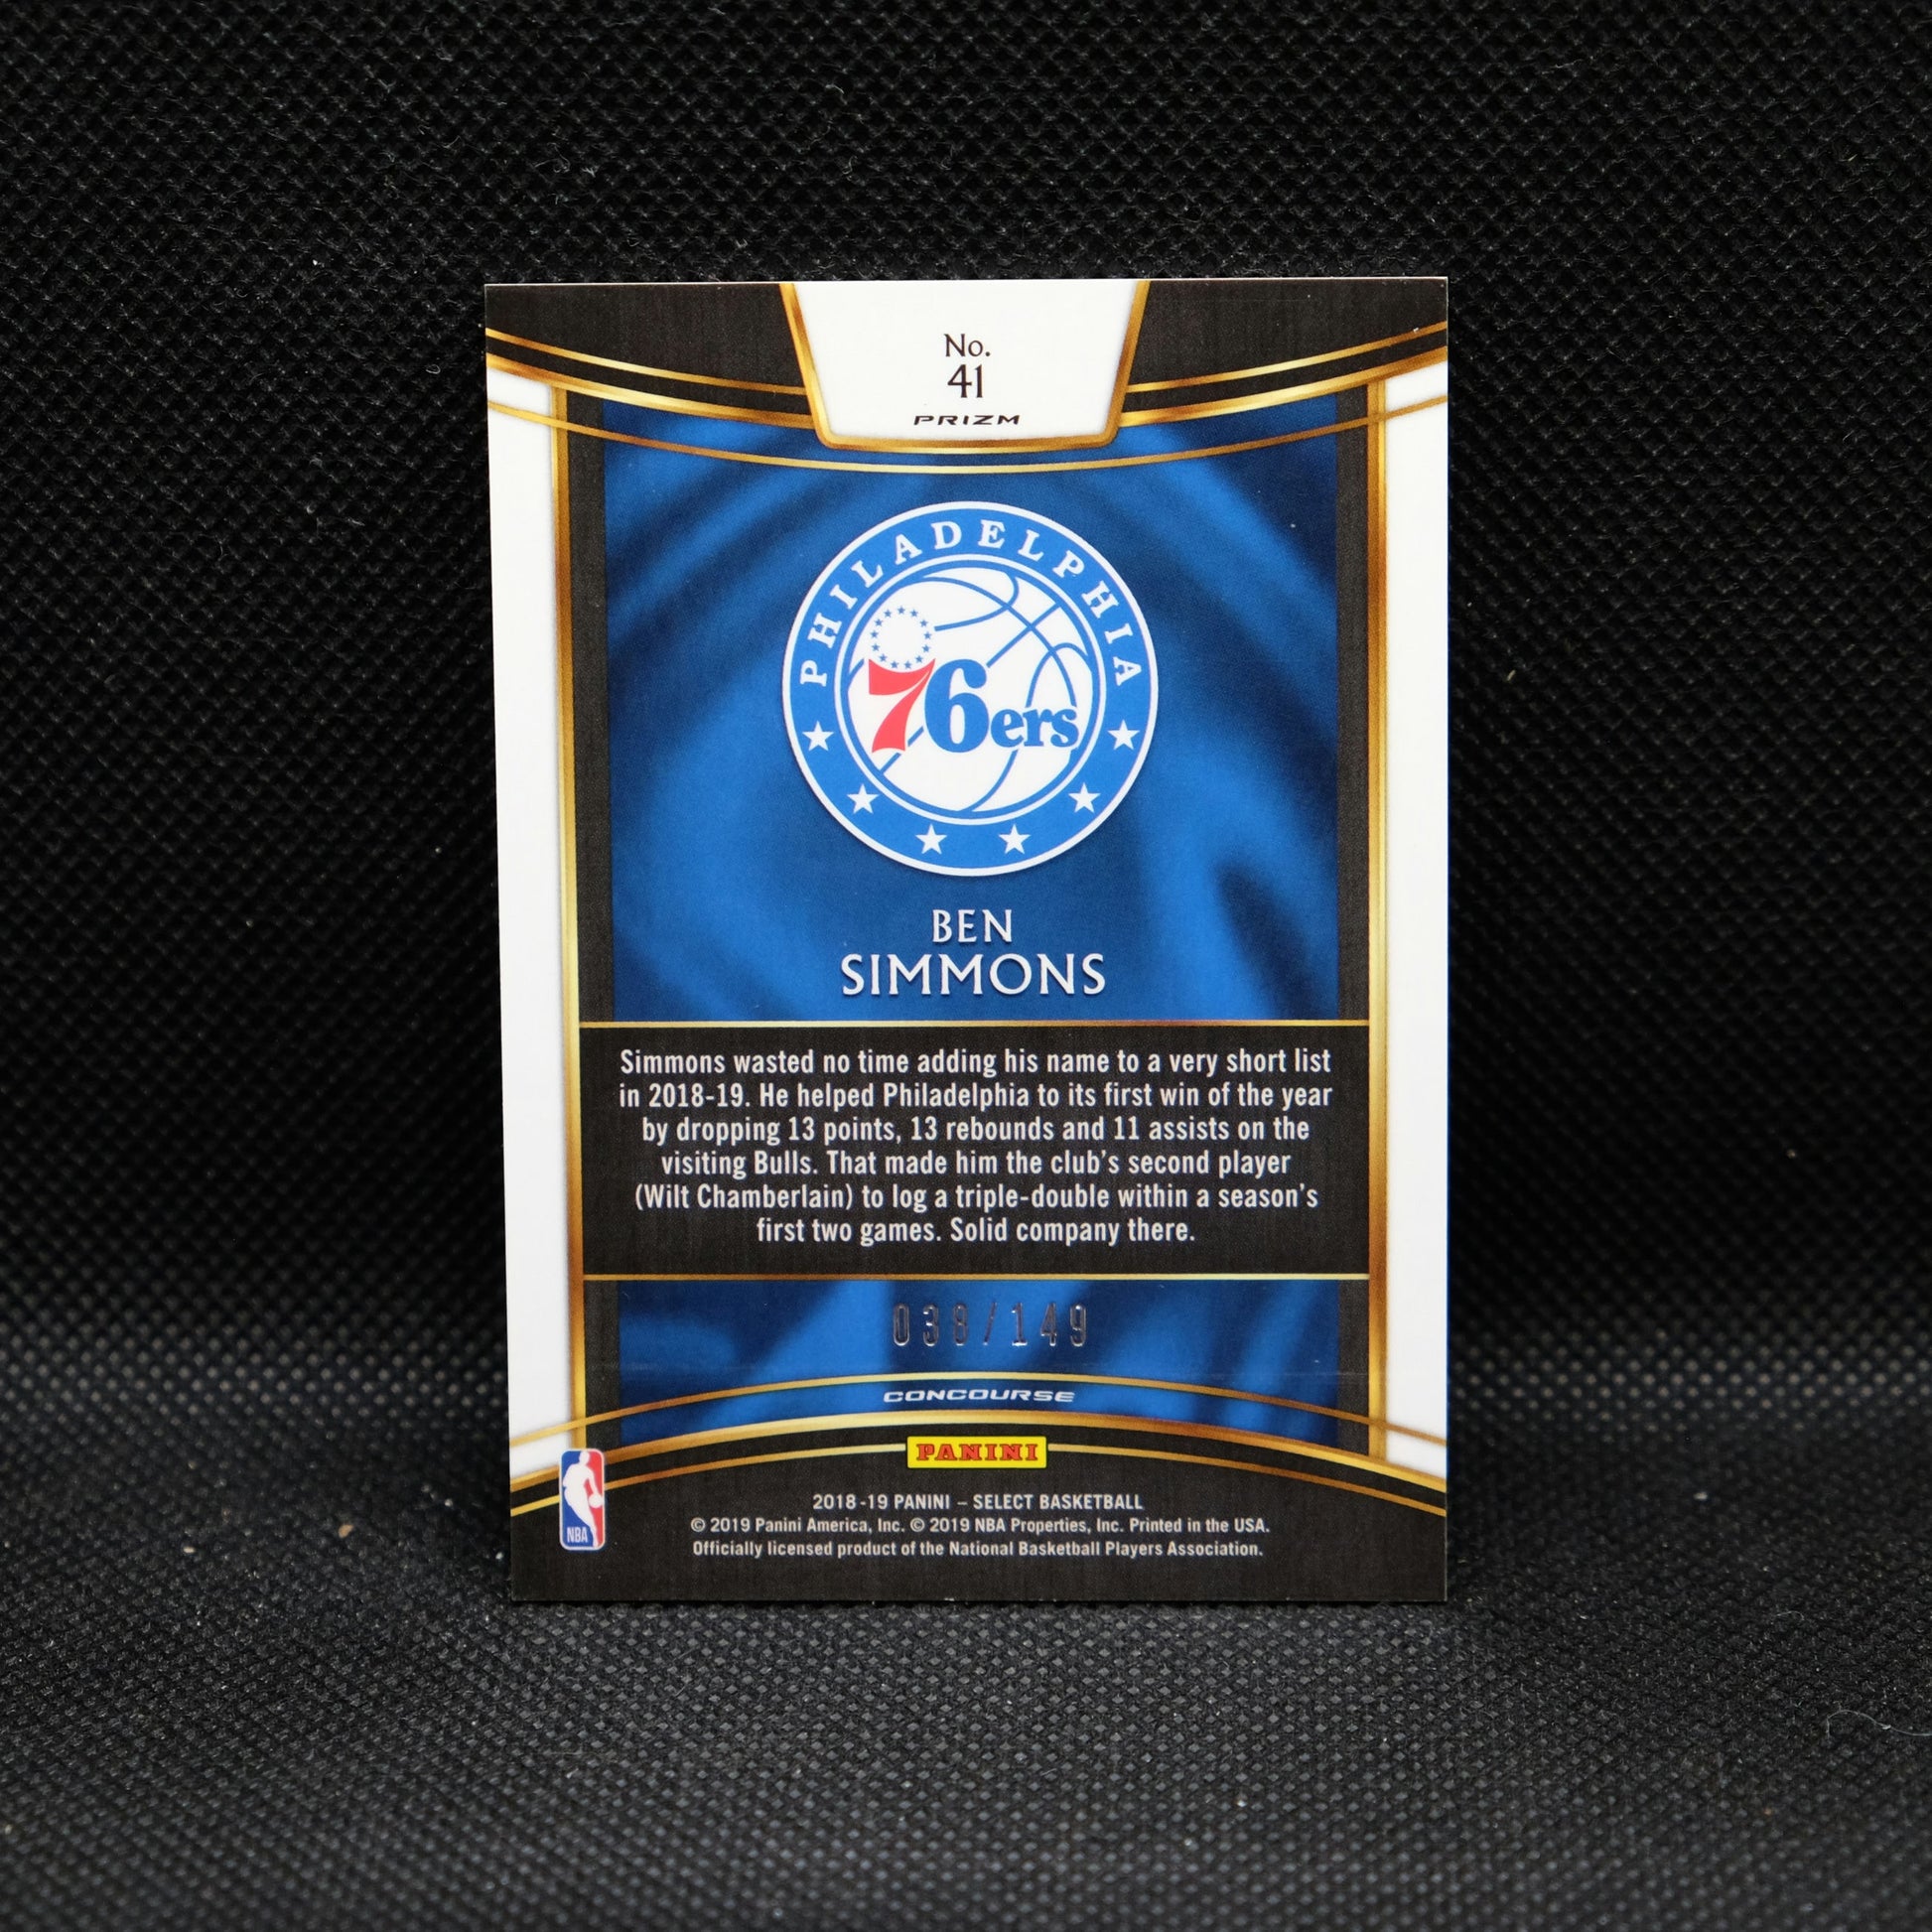 No.
41
PRIZM
PHILADELPHIA
76ers
BEN
SIMMONS
Simmons wasted no time adding his name to a very short list
in 2018-19. He helped Philadelphia to its first win of the year
by dropping 13 points, 13 rebounds and 11 assists on the
visiting Bulls. That made him the club's second player
(Wilt Chamberlain) to log a triple-double within a season's
first two games. Solid company there.
038/149
CONCOURSE
PANINI
NBA
2018-19 PANINI – SELECT BASKETBALL
© 2019 Panini America, Inc. © 2019 NBA Properties, Inc. Printed in the USA.
Officially licensed product of the National Basketball Players Association.